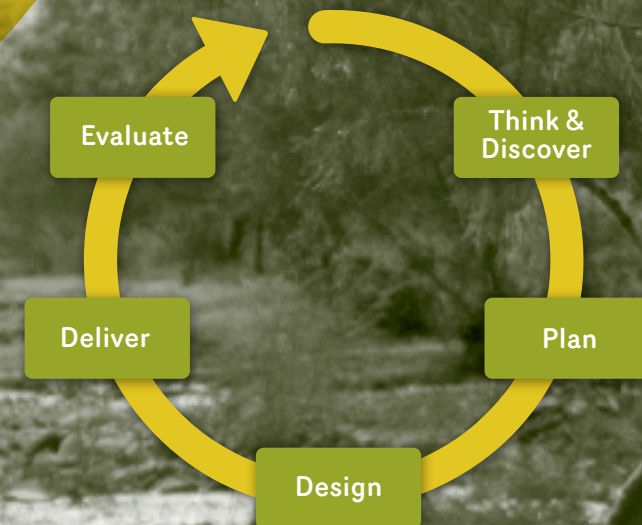 Think &
Discover
Plan
Design
Deliver
Evaluate